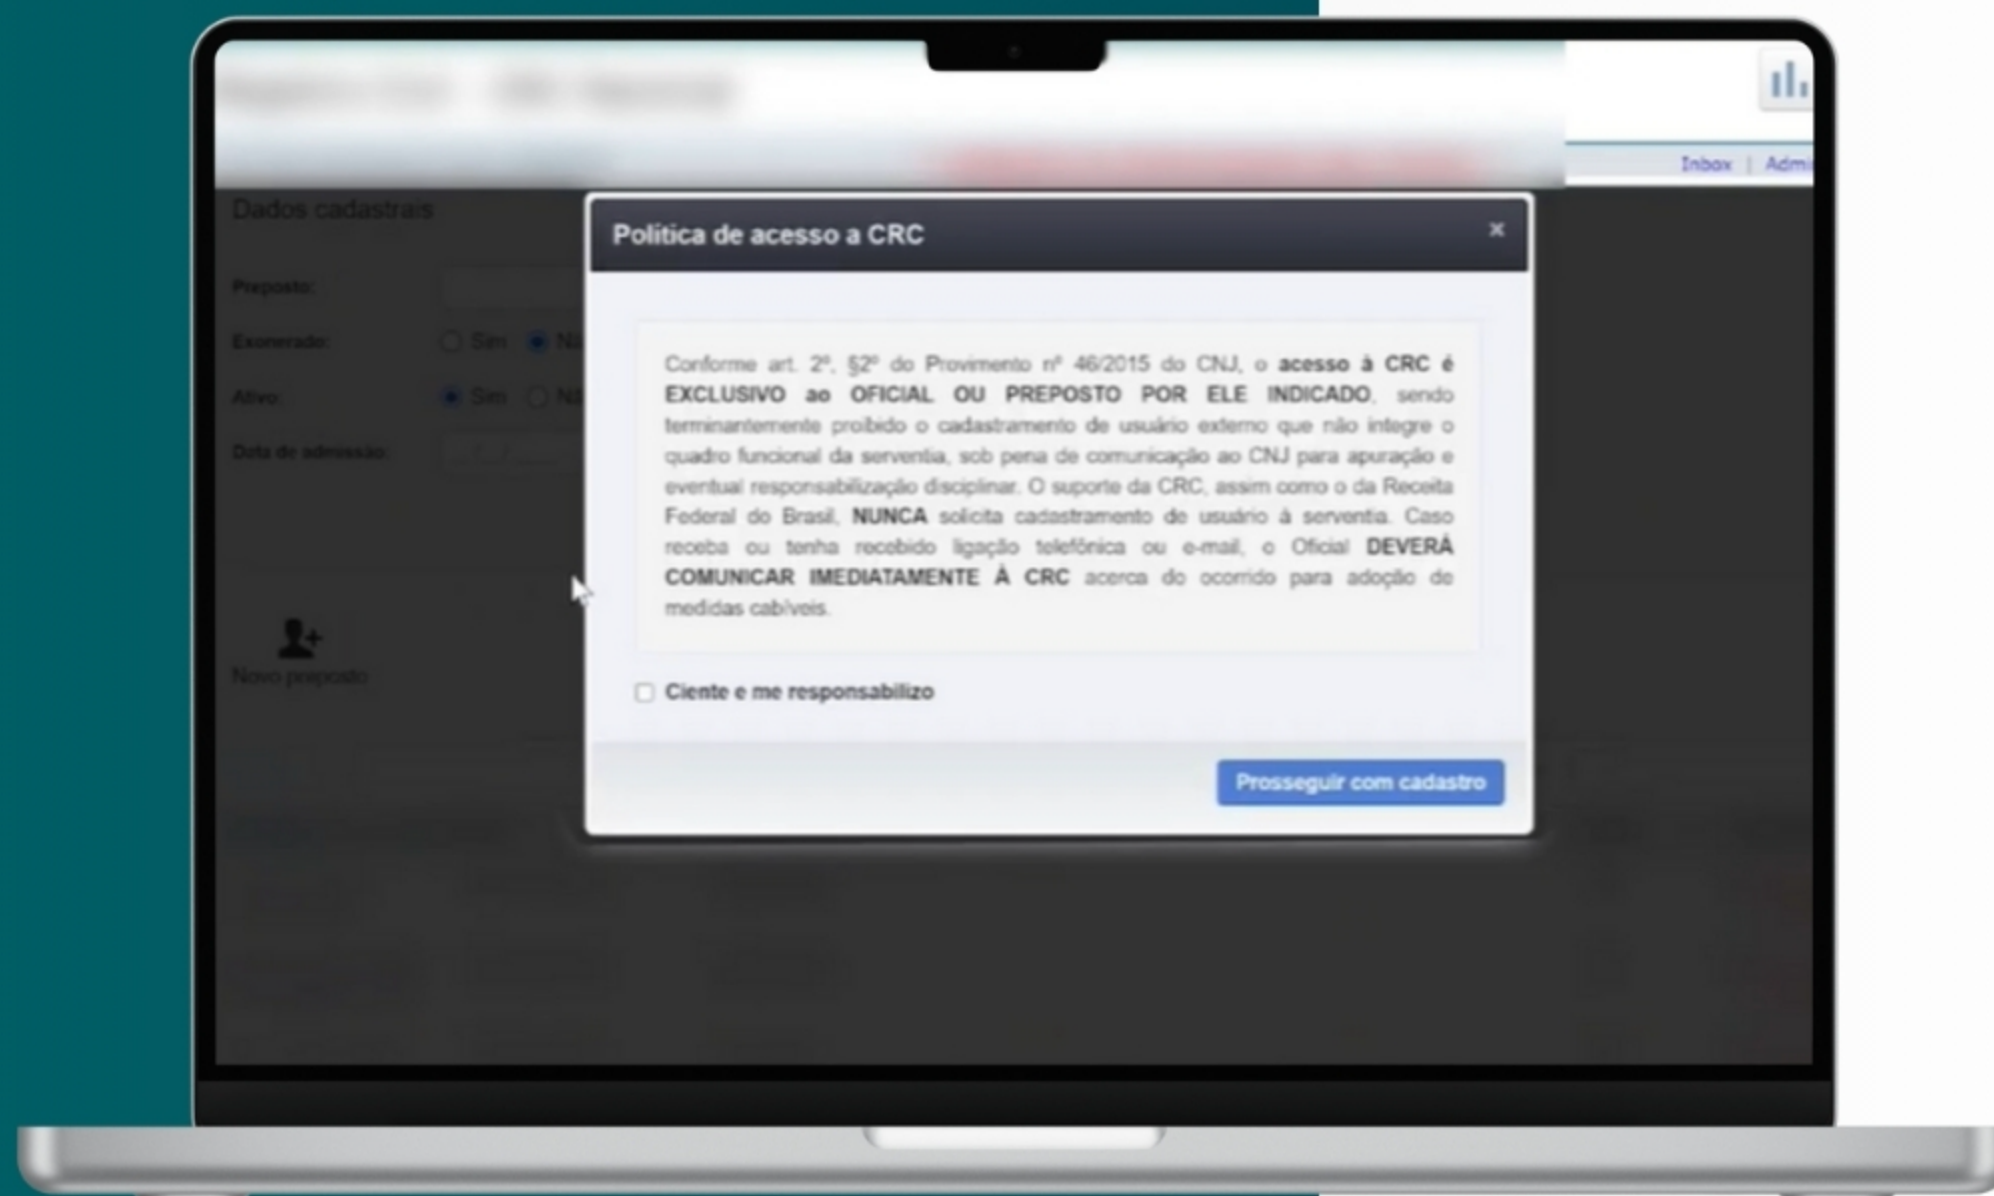 Inbox | Admi
Dados cadastrais
Política de acesso a CRC
×
Preposto:
Exonerado:
Sim
Nã
Ativo:
Sim
Nã
Data de admissão:
Conforme art. 2º, §2º do Provimento nº 46/2015 do CNJ, o acesso à CRC é
EXCLUSIVO ao OFICIAL OU PREPOSTO POR ELE INDICADO, sendo
terminantemente proibido o cadastramento de usuário externo que não integre o
quadro funcional da serventia, sob pena de comunicação ao CNJ para apuração e
eventual responsabilização disciplinar. O suporte da CRC, assim como o da Receita
Federal do Brasil, NUNCA solicita cadastramento de usuário à serventia. Caso
receba ou tenha recebido ligação telefônica ou e-mail, o Oficial DEVERÁ
COMUNICAR IMEDIATAMENTE À CRC acerca do ocorrido para adoção de
medidas cabíveis.
Novo preposto
Ciente e me responsabilizo
Prosseguir com cadastro